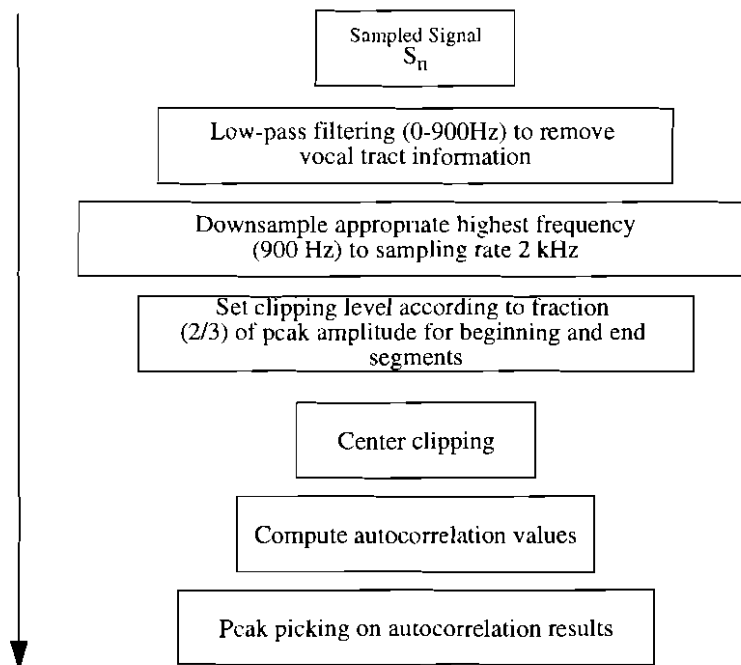 Sampled Signal
Sn
Low-pass filtering (0-900Hz) to remove
vocal tract information
Downsample appropriate highest frequency
(900 Hz) to sampling rate 2 kHz
Set clipping level according to fraction
(2/3) of peak amplitude for beginning and end
segments
Center clipping
Compute autocorrelation values
Peak picking on autocorrelation results